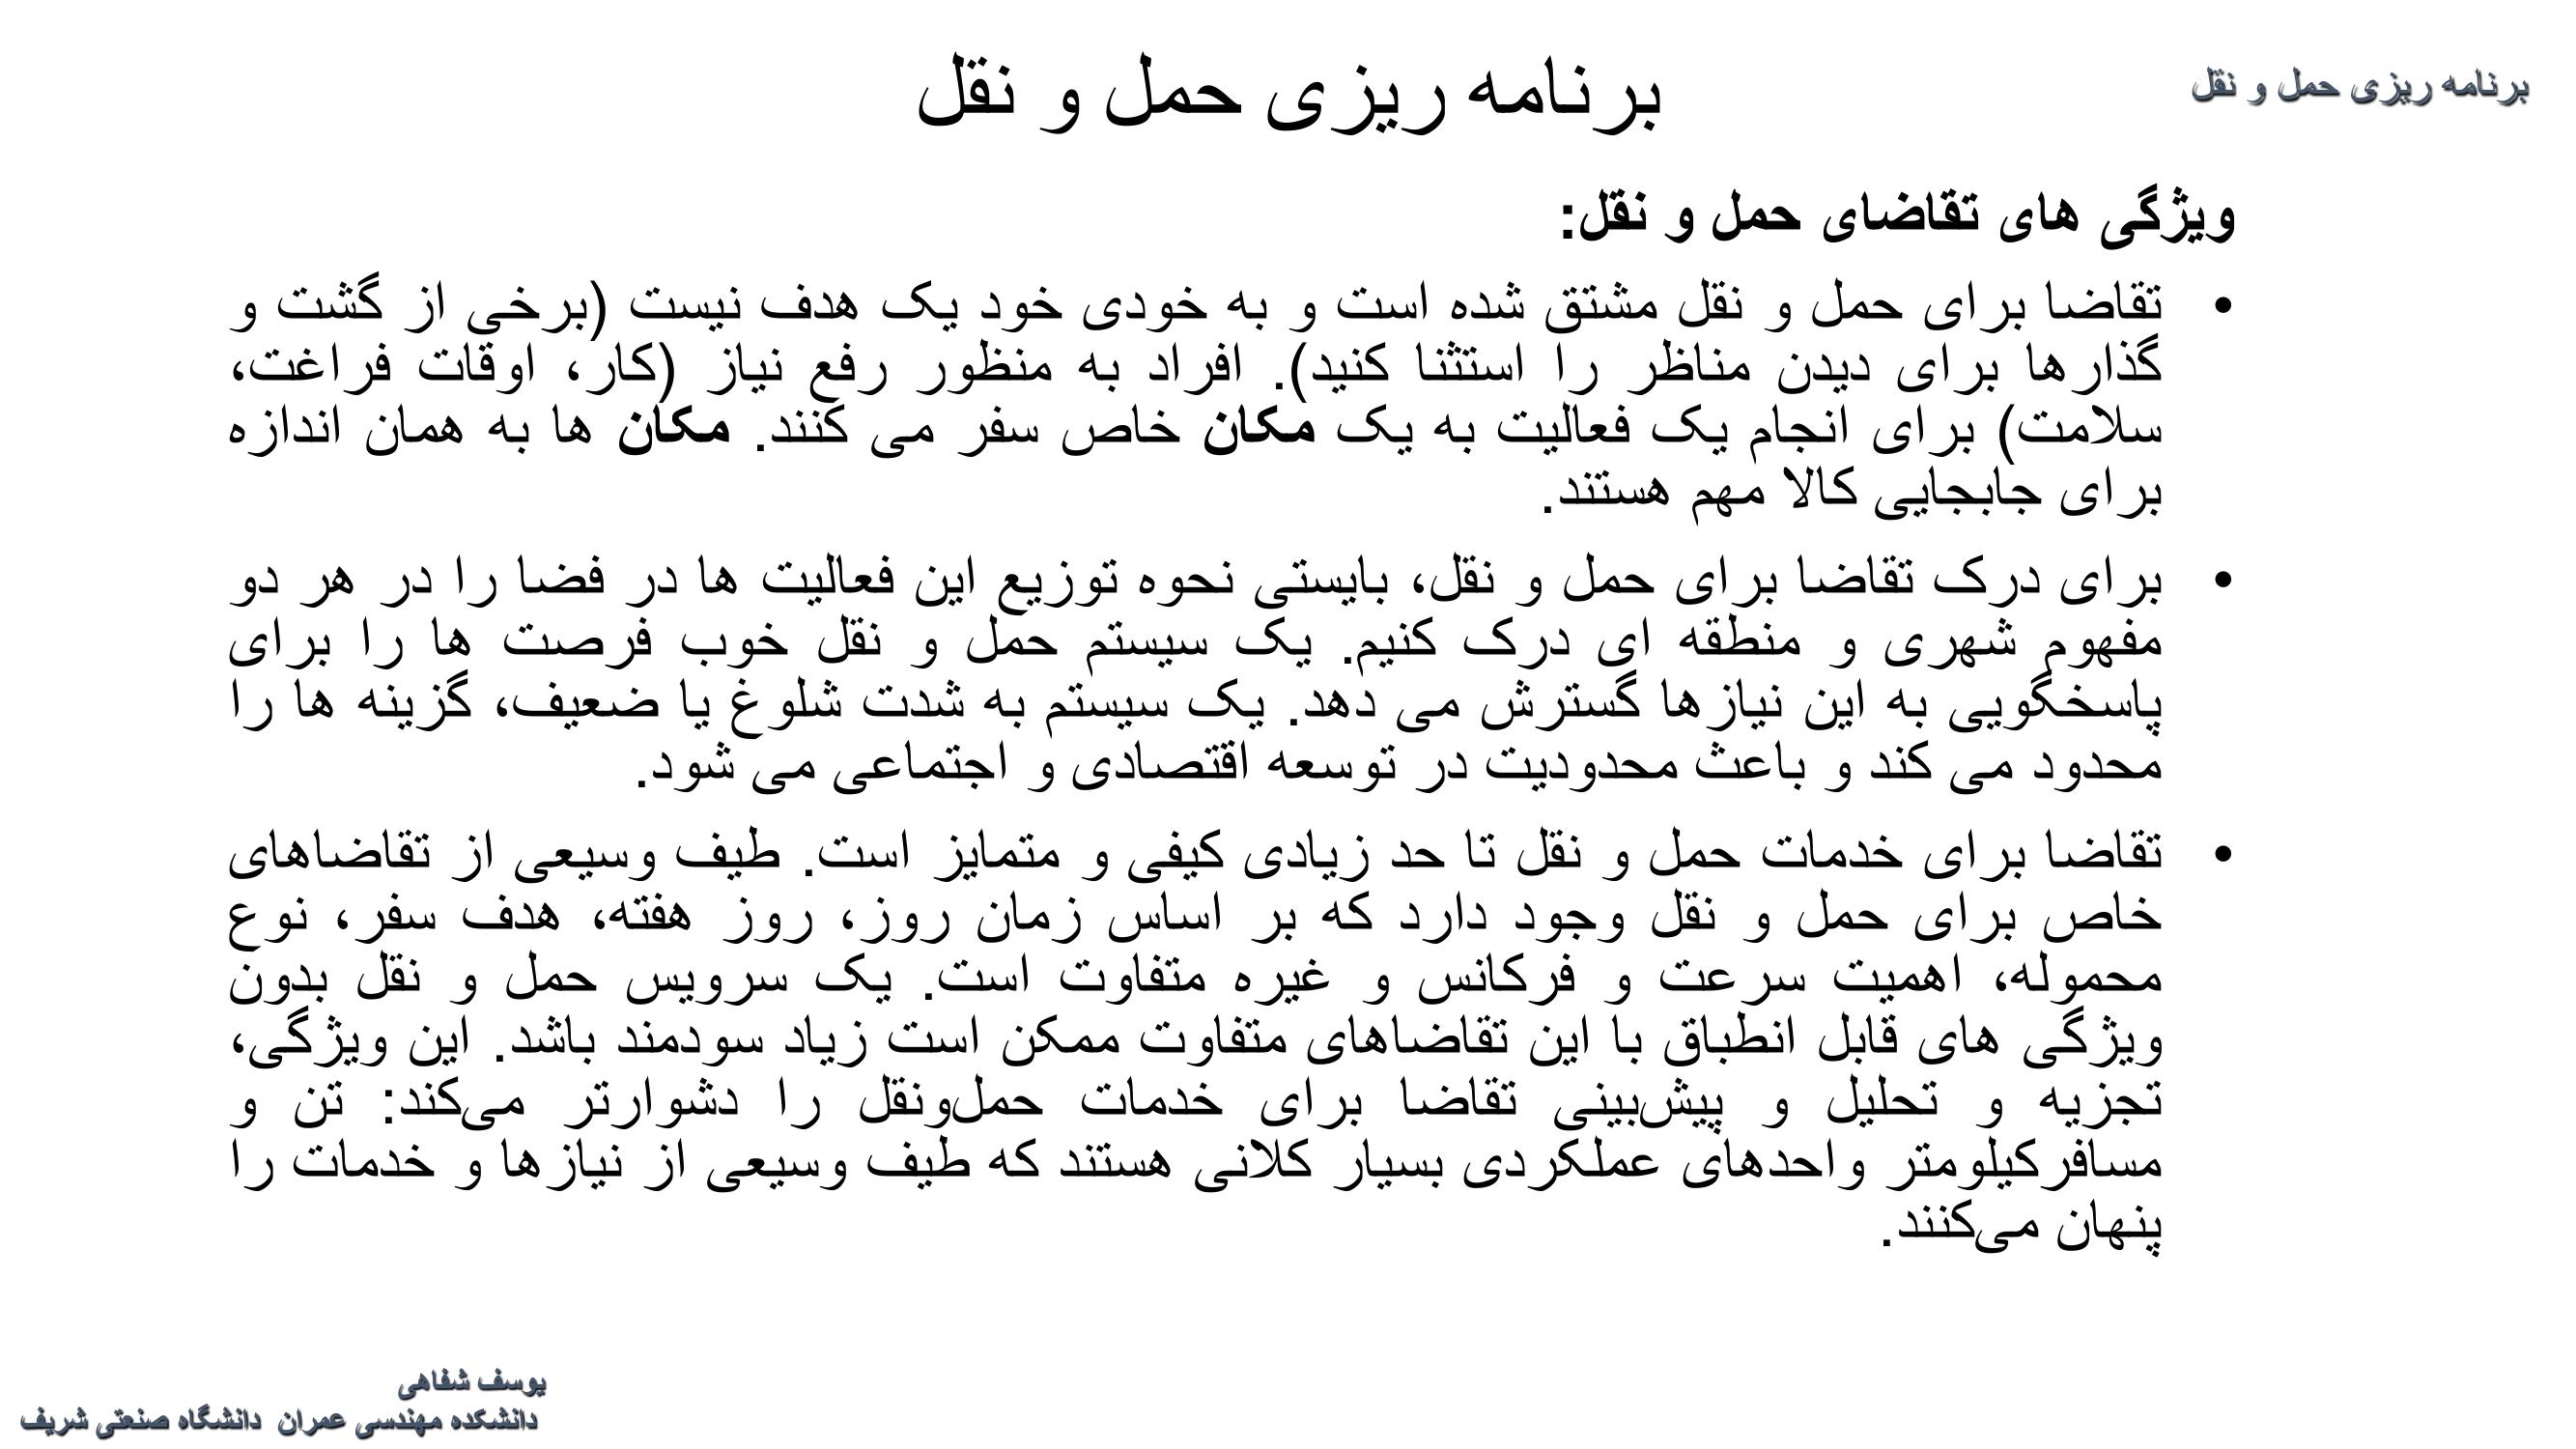 برنامه ریزی حمل و نقل
برنامه ریزی حمل و نقل
ویژگی های تقاضای حمل و نقل:
• تقاضا برای حمل و نقل مشتق شده است و به خودی خود یک هدف نیست (برخی از گشت و
گذارها برای دیدن مناظر را استثنا کنید). افراد به منظور رفع نیاز (کار، اوقات فراغت،
سلامت) برای انجام یک فعالیت به یک مکان خاص سفر می کنند. مکان ها به همان اندازه
برای جابجایی کالا مهم هستند.
• برای درک تقاضا برای حمل و نقل، بایستی نحوه توزیع این فعالیت ها در فضا را در هر دو
مفهوم شهری و منطقه ای درک کنیم. یک سیستم حمل و نقل خوب فرصت ها را برای
پاسخگویی به این نیازها گسترش می دهد. یک سیستم به شدت شلوغ یا ضعیف، گزینه ها را
محدود می کند و باعث محدودیت در توسعه اقتصادی و اجتماعی می شود.
• تقاضا برای خدمات حمل و نقل تا حد زیادی کیفی و متمایز است. طیف وسیعی از تقاضاهای
خاص برای حمل و نقل وجود دارد که بر اساس زمان روز، روز هفته، هدف سفر، نوع
محموله، اهمیت سرعت و فرکانس و غیره متفاوت است. یک سرویس حمل و نقل بدون
ویژگی های قابل انطباق با این تقاضاهای متفاوت ممکن است زیاد سودمند باشد. این ویژگی،
تجزیه و تحلیل و پیش‌بینی تقاضا برای خدمات حمل‌ونقل را دشوارتر می‌کند: تن و
مسافرکیلومتر واحدهای عملکردی بسیار کلانی هستند که طیف وسیعی از نیازها و خدمات را
پنهان می‌کنند.
یوسف شفاهی
دانشکده مهندسی عمران دانشگاه صنعتی شریف